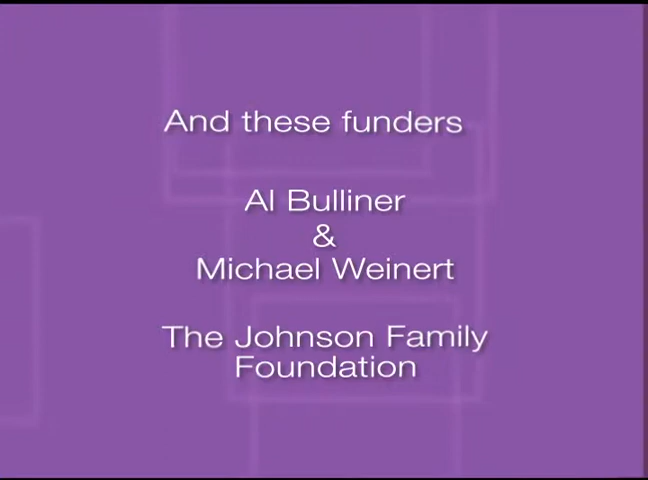 And these funders
Al Bulliner
&
Michael Weinert
The Johnson Family
Foundation